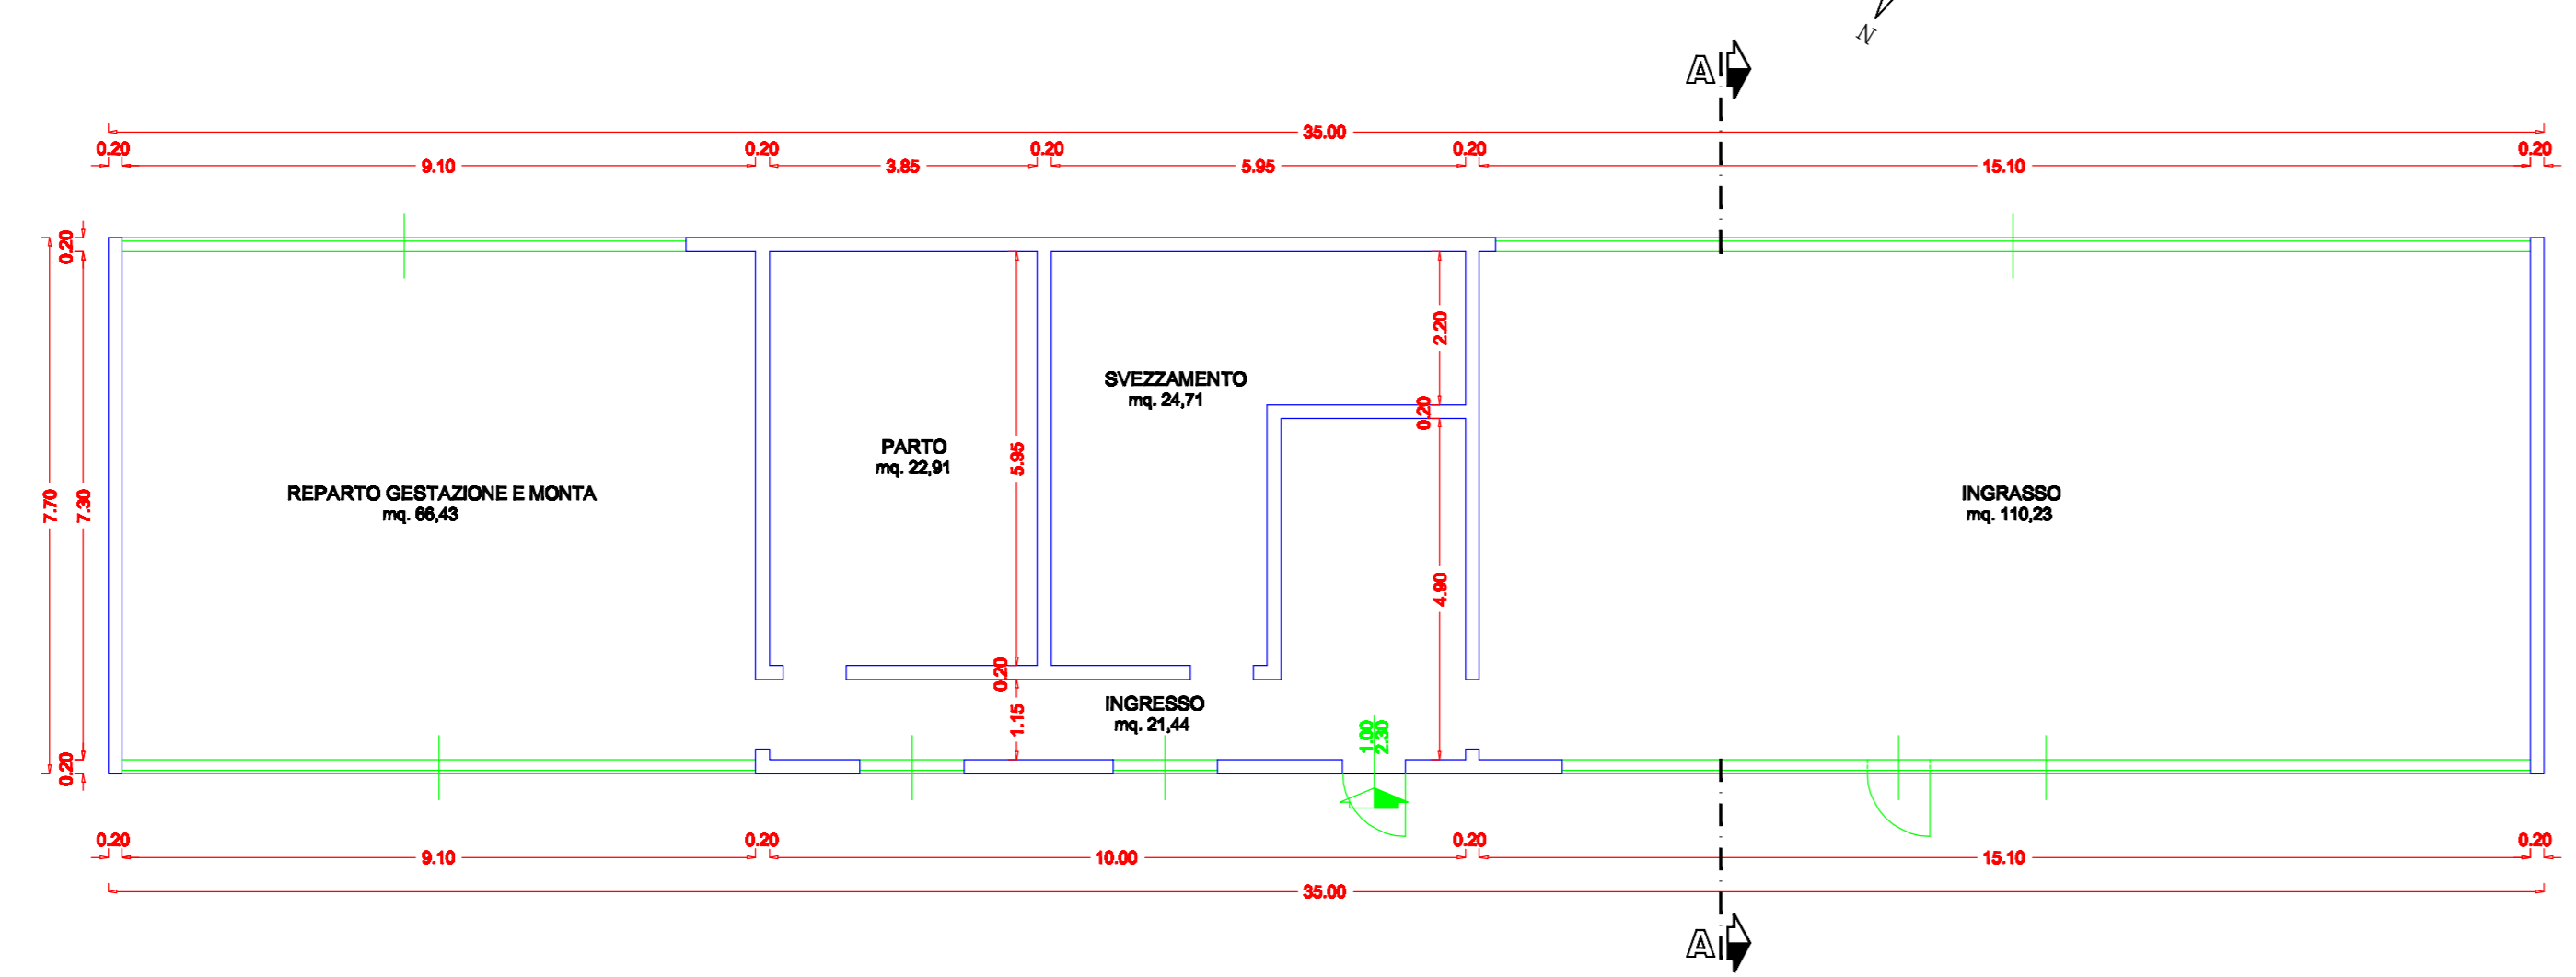 N
A
35.00
0.20 0.20 0.20 0.20 0.20
9.10 3.85 5.95 15.10
0.20
2.20
SVEZZAMENTO
mq. 24,71
0.20
PARTO
mq. 22,91
5.95
REPARTO GESTAZIONE E MONTA
mq. 66,43
INGRASSO
mq. 110,23
7.70
7.30
4.90
0.20
INGRESSO
mq. 21,44
1.15
1.00
2.30
0.20
0.20 0.20 0.20 0.20
9.10 10.00 15.10
35.00
A